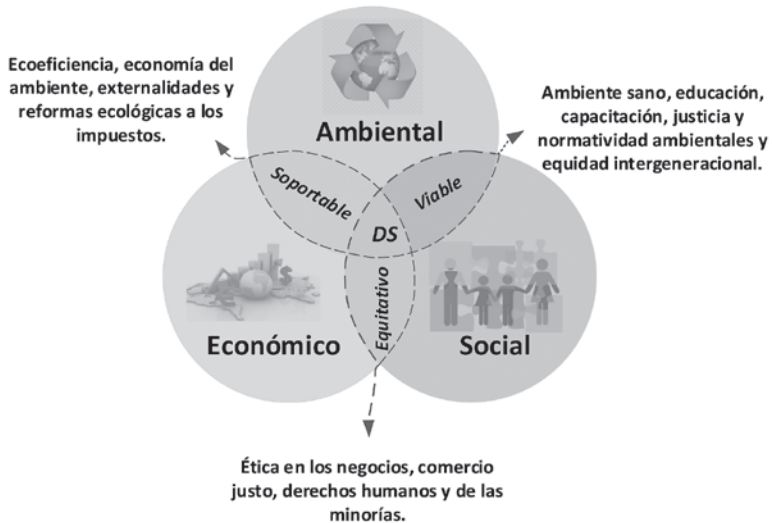 Ecoeficiencia, economía del
ambiente, externalidades y
reformas ecológicas a los
impuestos.
Ambiental
Ambiente sano, educación,
capacitación, justicia y
normatividad ambientales y
equidad intergeneracional.
Soportable
Viable
DS
Equitativo
$
Económico
Social
Ética en los negocios, comercio
justo, derechos humanos y de las
minorías.